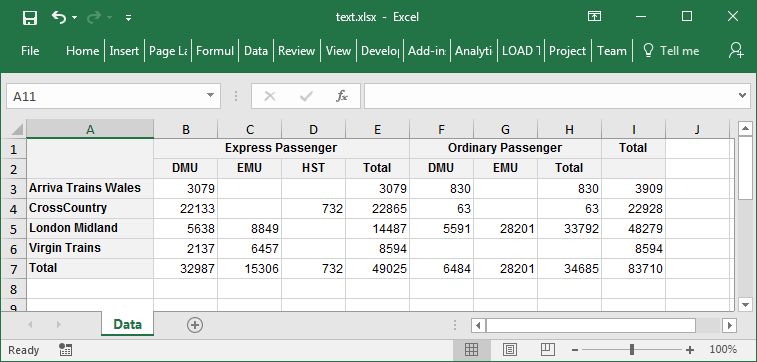 text.xlsx - Excel
File Home Insert Page La Formul Data Review View Develo Add-in: Analyti LOAD T Project Team Tell me
A11 fx
A B C D E F G H I J
1 Express Passenger Ordinary Passenger Total
2 DMU EMU HST Total DMU EMU Total
3 Arriva Trains Wales 3079 3079 830 830 3909
4 CrossCountry 22133 732 22865 63 63 22928
5 London Midland 5638 8849 14487 5591 28201 33792 48279
6 Virgin Trains 2137 6457 8594 8594
7 Total 32987 15306 732 49025 6484 28201 34685 83710
8
9
Data
Ready 100%